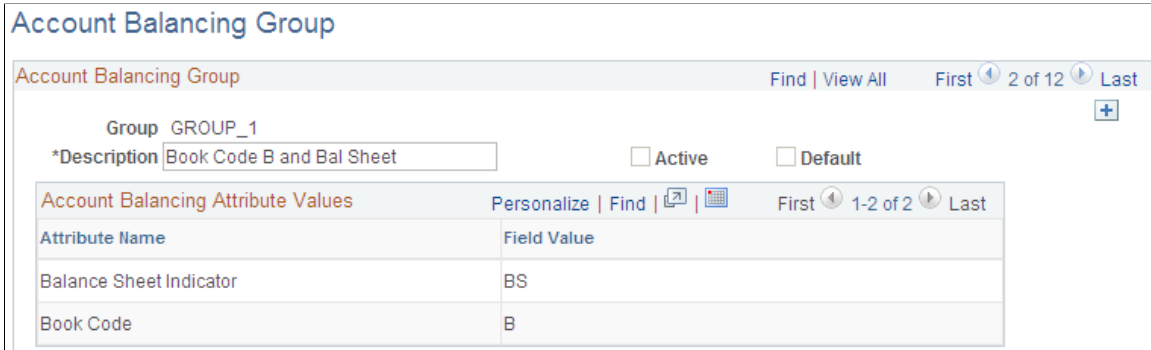 Account Balancing Group
Account Balancing Group Find | View All First 2 of 12 Last
Group GROUP_1
*Description Book Code B and Bal Sheet Active Default
Account Balancing Attribute Values Personalize | Find | | First 1-2 of 2 Last
Attribute Name Field Value
Balance Sheet Indicator BS
Book Code B